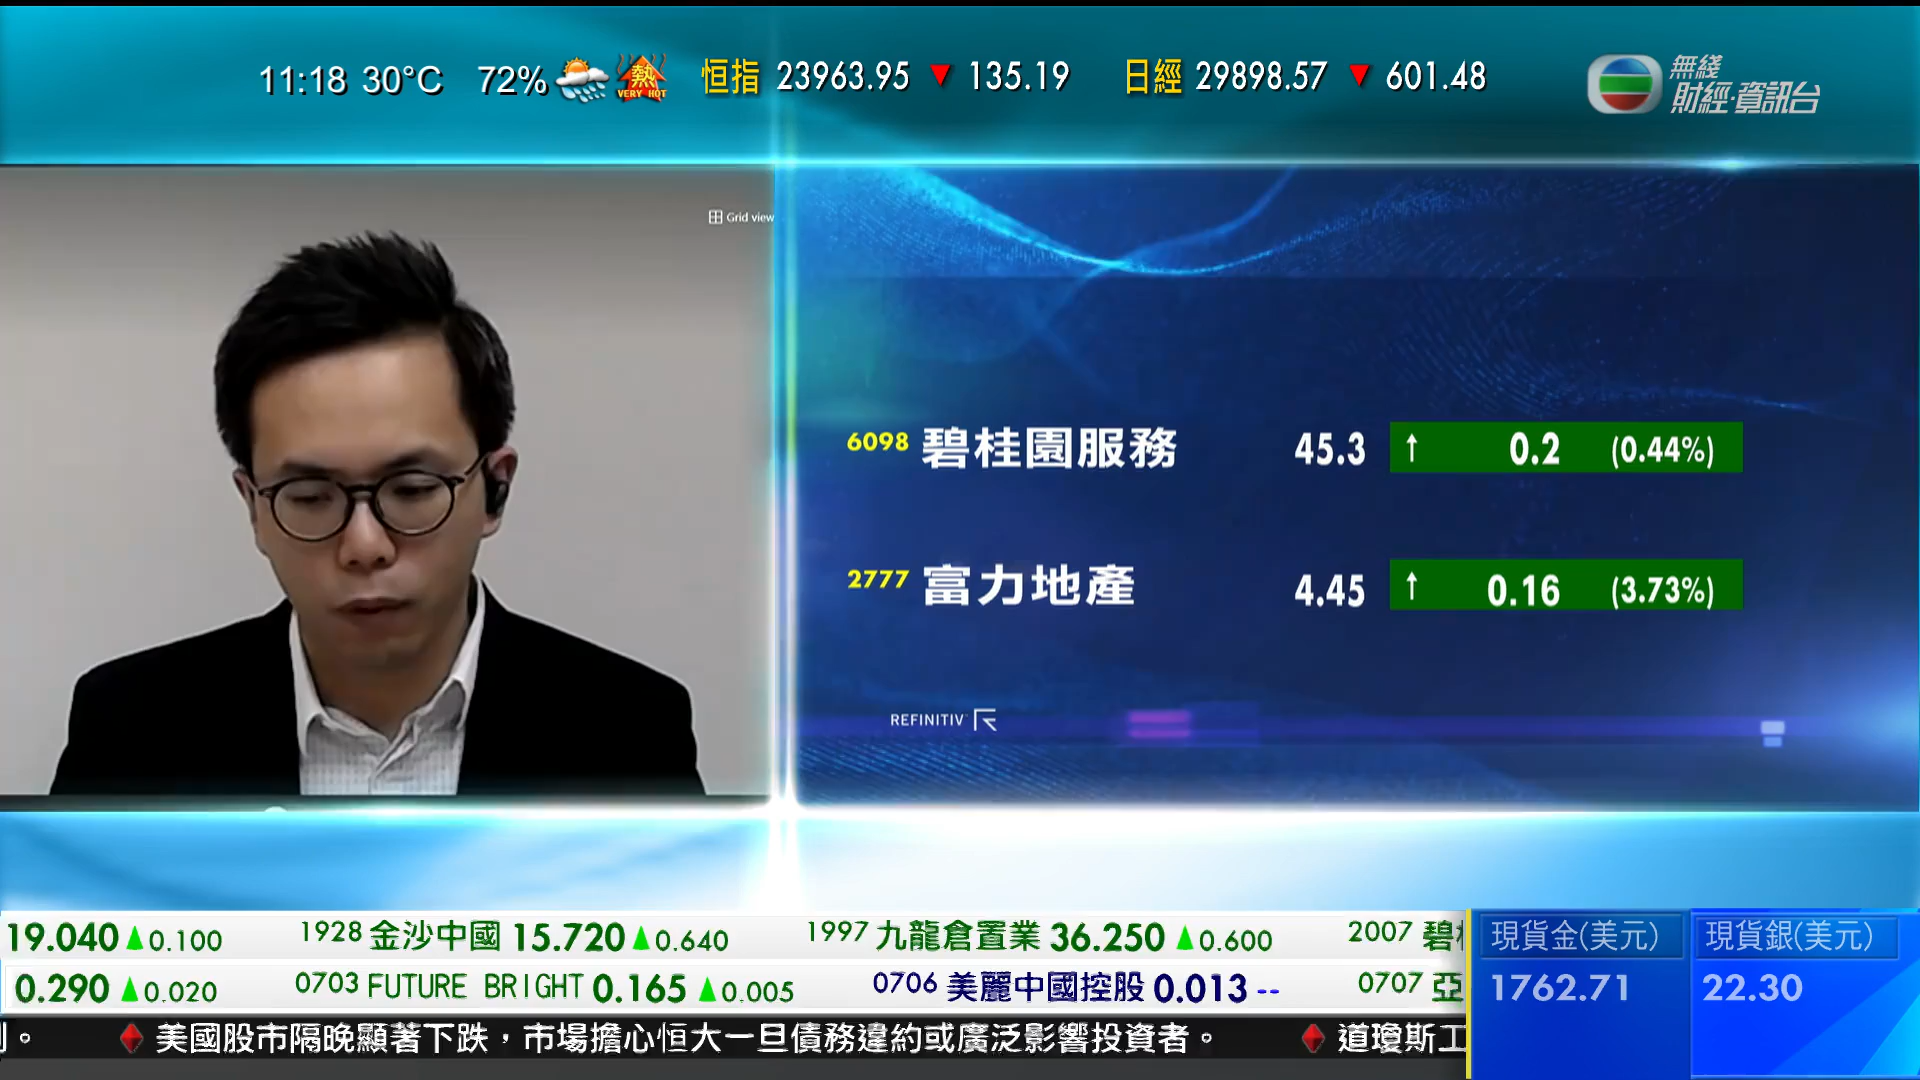 11:18 30°C 72% 熱 VERY HOT 恒指 23963.95 ▼ 135.19 日經 29898.57 ▼ 601.48
無綫
財經·資訊台
Grid view
6098 碧桂園服務 45.3 ↑ 0.2 (0.44%)
2777 富力地產 4.45 ↑ 0.16 (3.73%)
REFINITIV
19.040 ▲ 0.100 1928 金沙中國 15.720 ▲ 0.640 1997 九龍倉置業 36.250 ▲ 0.600 2007 碧
0.290 ▲ 0.020 0703 FUTURE BRIGHT 0.165 ▲ 0.005 0706 美麗中國控股 0.013 -- 0707 亞
。 ♦ 美國股市隔晚顯著下跌，市場擔心恒大一旦債務違約或廣泛影響投資者。 ♦ 道瓊斯工
現貨金(美元) 現貨銀(美元)
1762.71 22.30